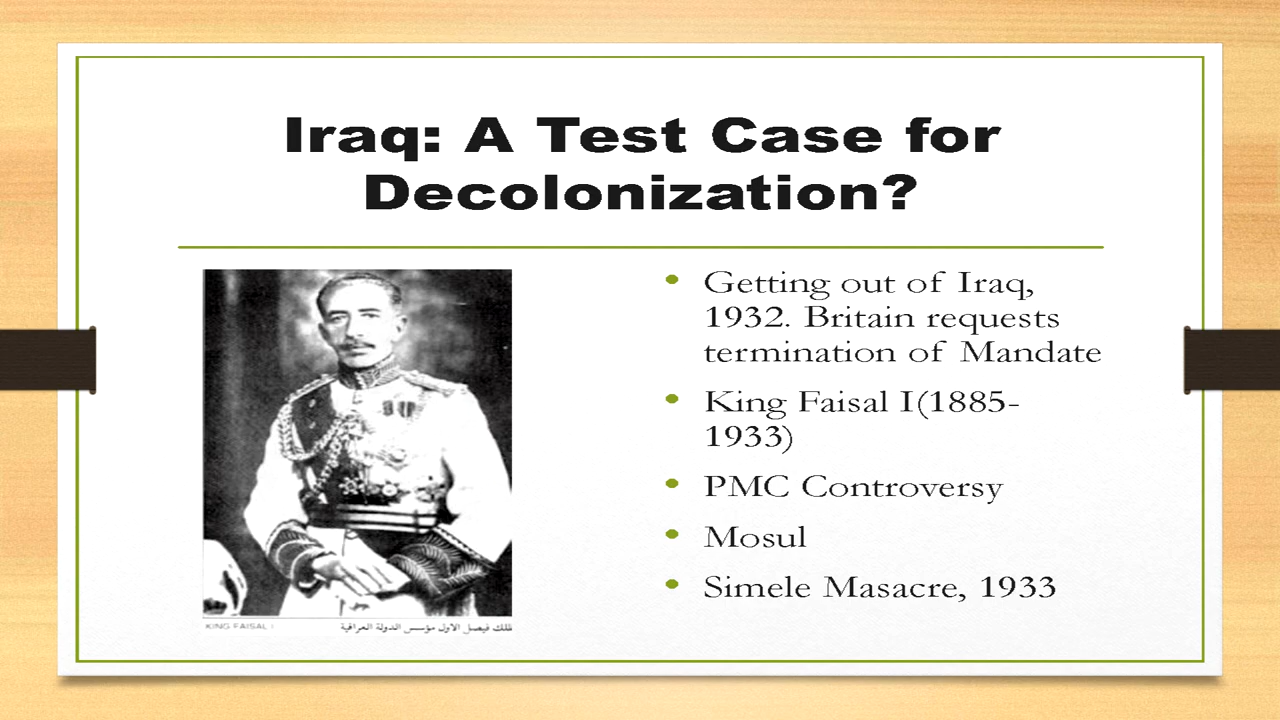 Iraq: A Test Case for
Decolonization?
Getting out of Iraq,
1932. Britain requests
termination of Mandate
King Faisal I(1885-
1933)
PMC Controversy
Mosul
Simele Masacre, 1933
KING FAISAL I
الملك فيصل الاول مؤسس الدولة العراقية